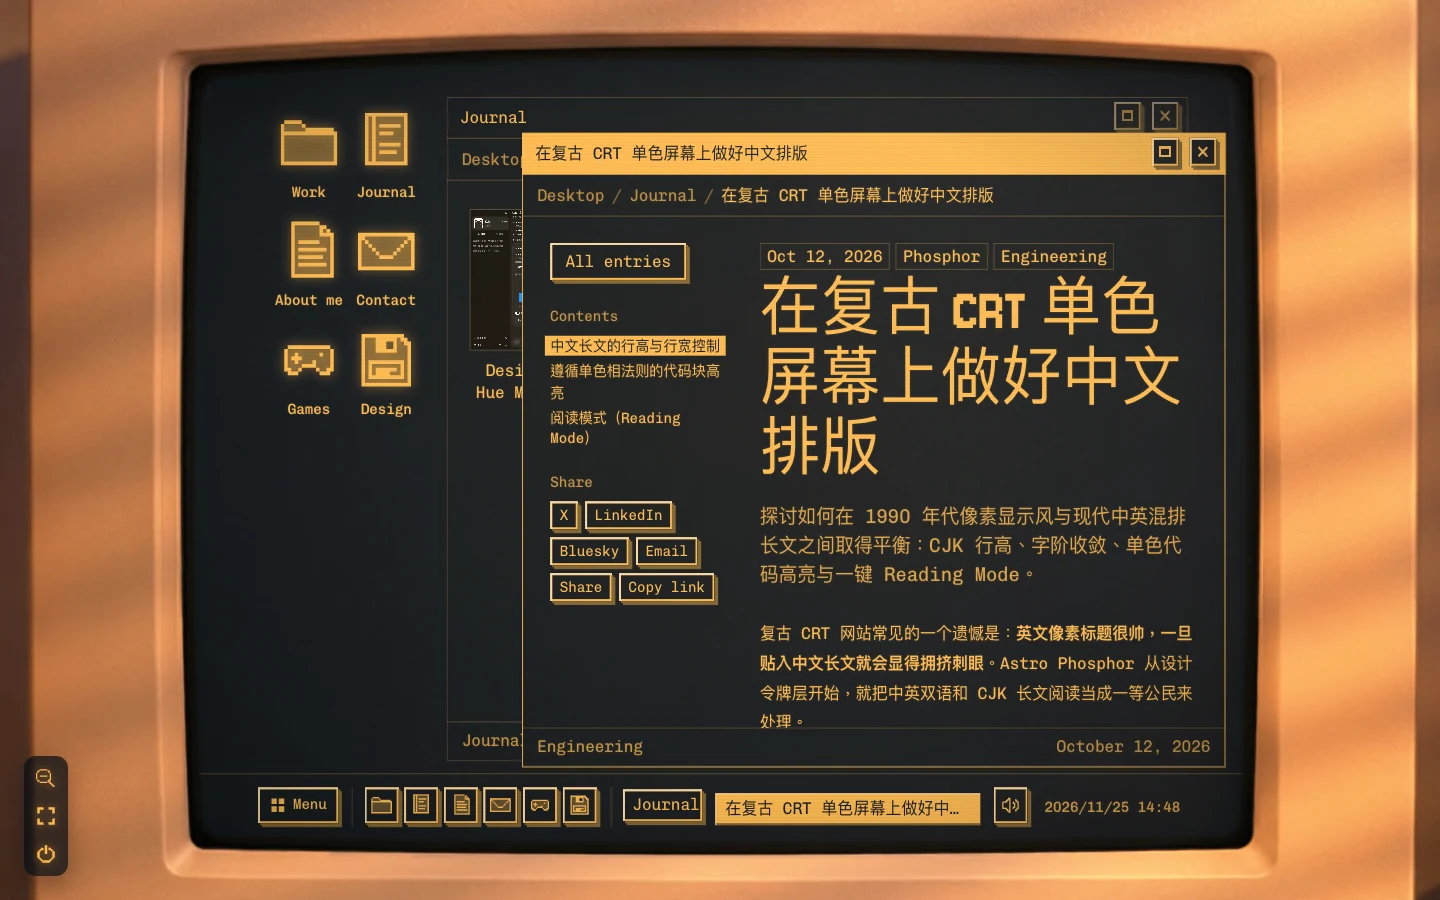 Work
Journal
About me
Contact
Games
Design
Journal
在复古 CRT 单色屏幕上做好中文排版
Desktop / Journal / 在复古 CRT 单色屏幕上做好中文排版
All entries
Contents
中文长文的行高与行宽控制
遵循单色相法则的代码块高
亮
阅读模式（Reading
Mode）
Share
X
LinkedIn
Bluesky
Email
Share
Copy link
Oct 12, 2026
Phosphor
Engineering
在复古 CRT 单色
屏幕上做好中文
排版
探讨如何在 1990 年代像素显示风与现代中英混排
长文之间取得平衡：CJK 行高、字阶收敛、单色代
码高亮与一键 Reading Mode。
复古 CRT 网站常见的一个遗憾是：英文像素标题很帅，一旦
贴入中文长文就会显得拥挤刺眼。Astro Phosphor 从设计
令牌层开始，就把中英双语和 CJK 长文阅读当成一等公民来
处理。
Engineering
October 12, 2026
Journal
Menu
Journal
在复古 CRT 单色屏幕上做好中…
2026/11/25 14:48